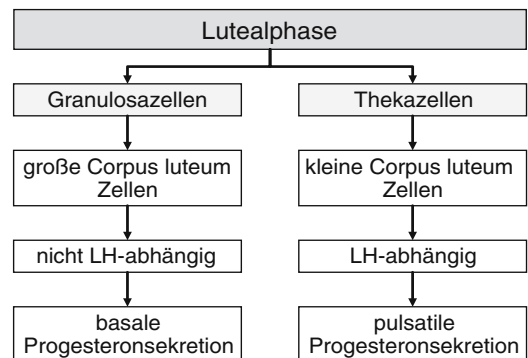 Lutealphase
Granulosazellen
Thekazellen
große Corpus luteum
Zellen
kleine Corpus luteum
Zellen
nicht LH-abhängig
LH-abhängig
basale
Progesteronsekretion
pulsatile
Progesteronsekretion